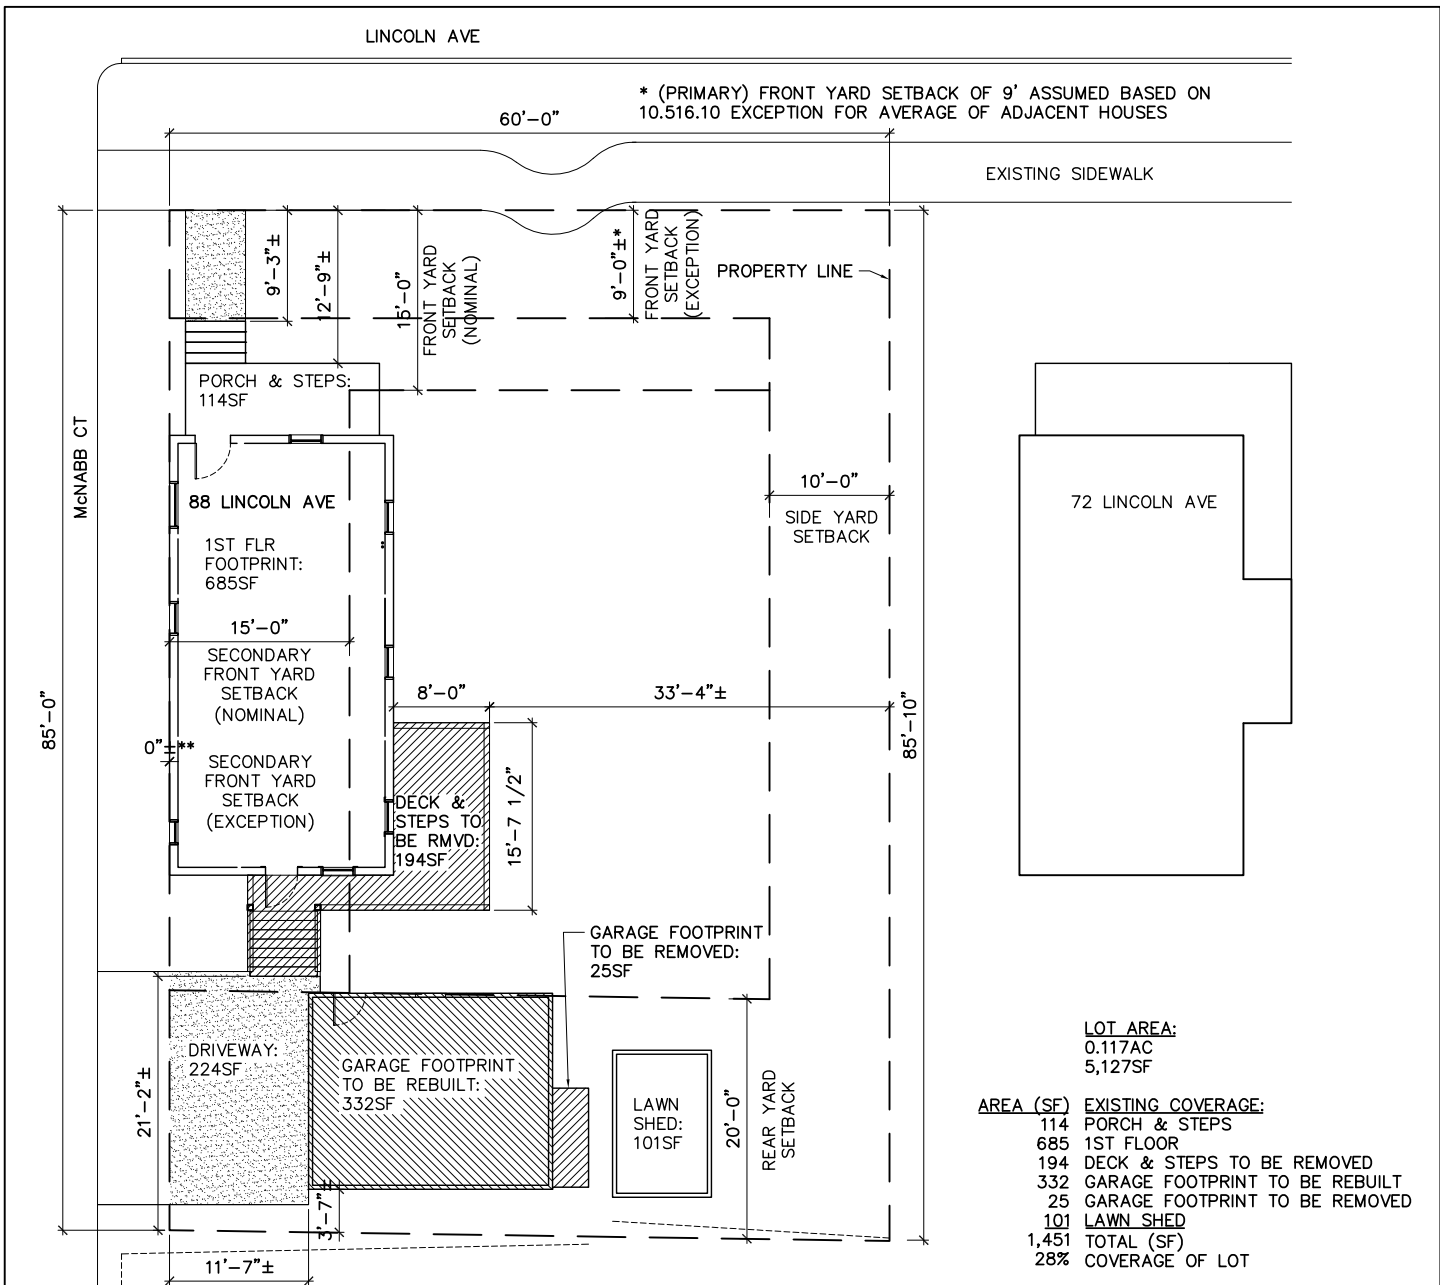 LINCOLN AVE
* (PRIMARY) FRONT YARD SETBACK OF 9' ASSUMED BASED ON
10.516.10 EXCEPTION FOR AVERAGE OF ADJACENT HOUSES
60'-0"
EXISTING SIDEWALK
9'-3"±
12'-9"±
15'-0"
FRONT YARD
SETBACK
(NOMINAL)
9'-0"±*
FRONT YARD
SETBACK
(EXCEPTION)
PROPERTY LINE
PORCH & STEPS:
114SF
McNABB CT
88 LINCOLN AVE
1ST FLR
FOOTPRINT:
685SF
10'-0"
SIDE YARD
SETBACK
72 LINCOLN AVE
15'-0"
SECONDARY
FRONT YARD
SETBACK
(NOMINAL)
8'-0"
33'-4"±
85'-0"
85'-10"
0"±**
SECONDARY
FRONT YARD
SETBACK
(EXCEPTION)
DECK &
STEPS TO
BE RMVD:
194SF
15'-7 1/2"
GARAGE FOOTPRINT
TO BE REMOVED:
25SF
DRIVEWAY:
224SF
21'-2"±
GARAGE FOOTPRINT
TO BE REBUILT:
332SF
LAWN
SHED:
101SF
20'-0"
REAR YARD
SETBACK
3'-7"±
11'-7"±
LOT AREA:
0.117AC
5,127SF
AREA (SF) EXISTING COVERAGE:
114 PORCH & STEPS
685 1ST FLOOR
194 DECK & STEPS TO BE REMOVED
332 GARAGE FOOTPRINT TO BE REBUILT
25 GARAGE FOOTPRINT TO BE REMOVED
101 LAWN SHED
1,451 TOTAL (SF)
28% COVERAGE OF LOT